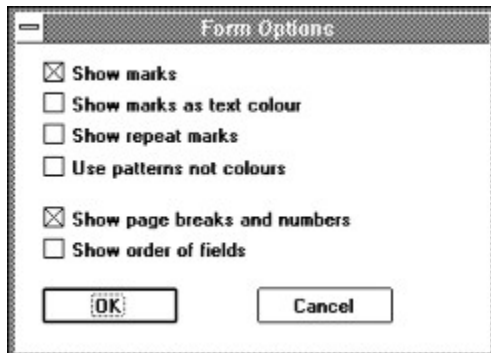 Form Options
Show marks
Show marks as text colour
Show repeat marks
Use patterns not colours
Show page breaks and numbers
Show order of fields
OK Cancel